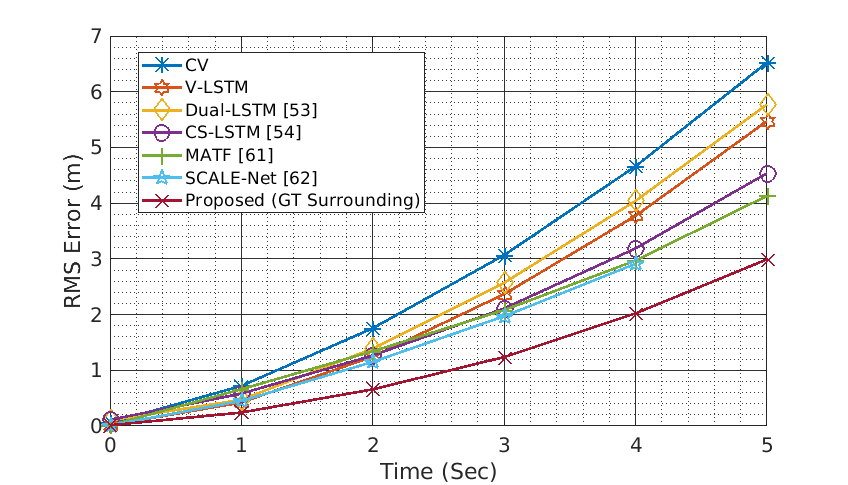 7
6
5
4
3
2
1
0
RMS Error (m)
CV
V-LSTM
Dual-LSTM [53]
CS-LSTM [54]
MATF [61]
SCALE-Net [62]
Proposed (GT Surrounding)
0 1 2 3 4 5
Time (Sec)